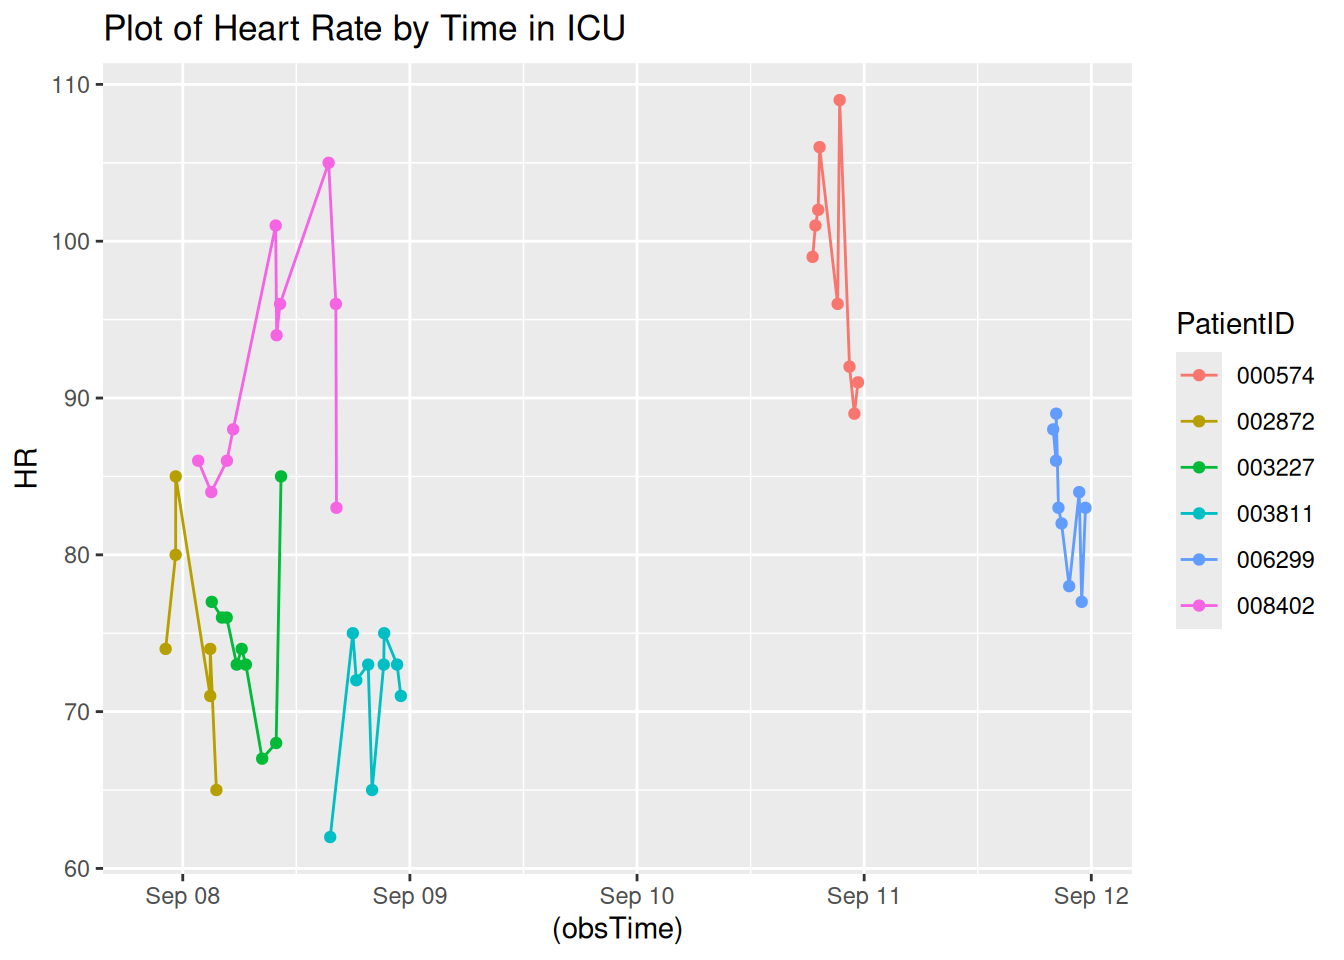 Plot of Heart Rate by Time in ICU
110
100
90
80
70
60
HR
Sep 08
Sep 09
Sep 10
Sep 11
Sep 12
(obsTime)
PatientID
000574
002872
003227
003811
006299
008402